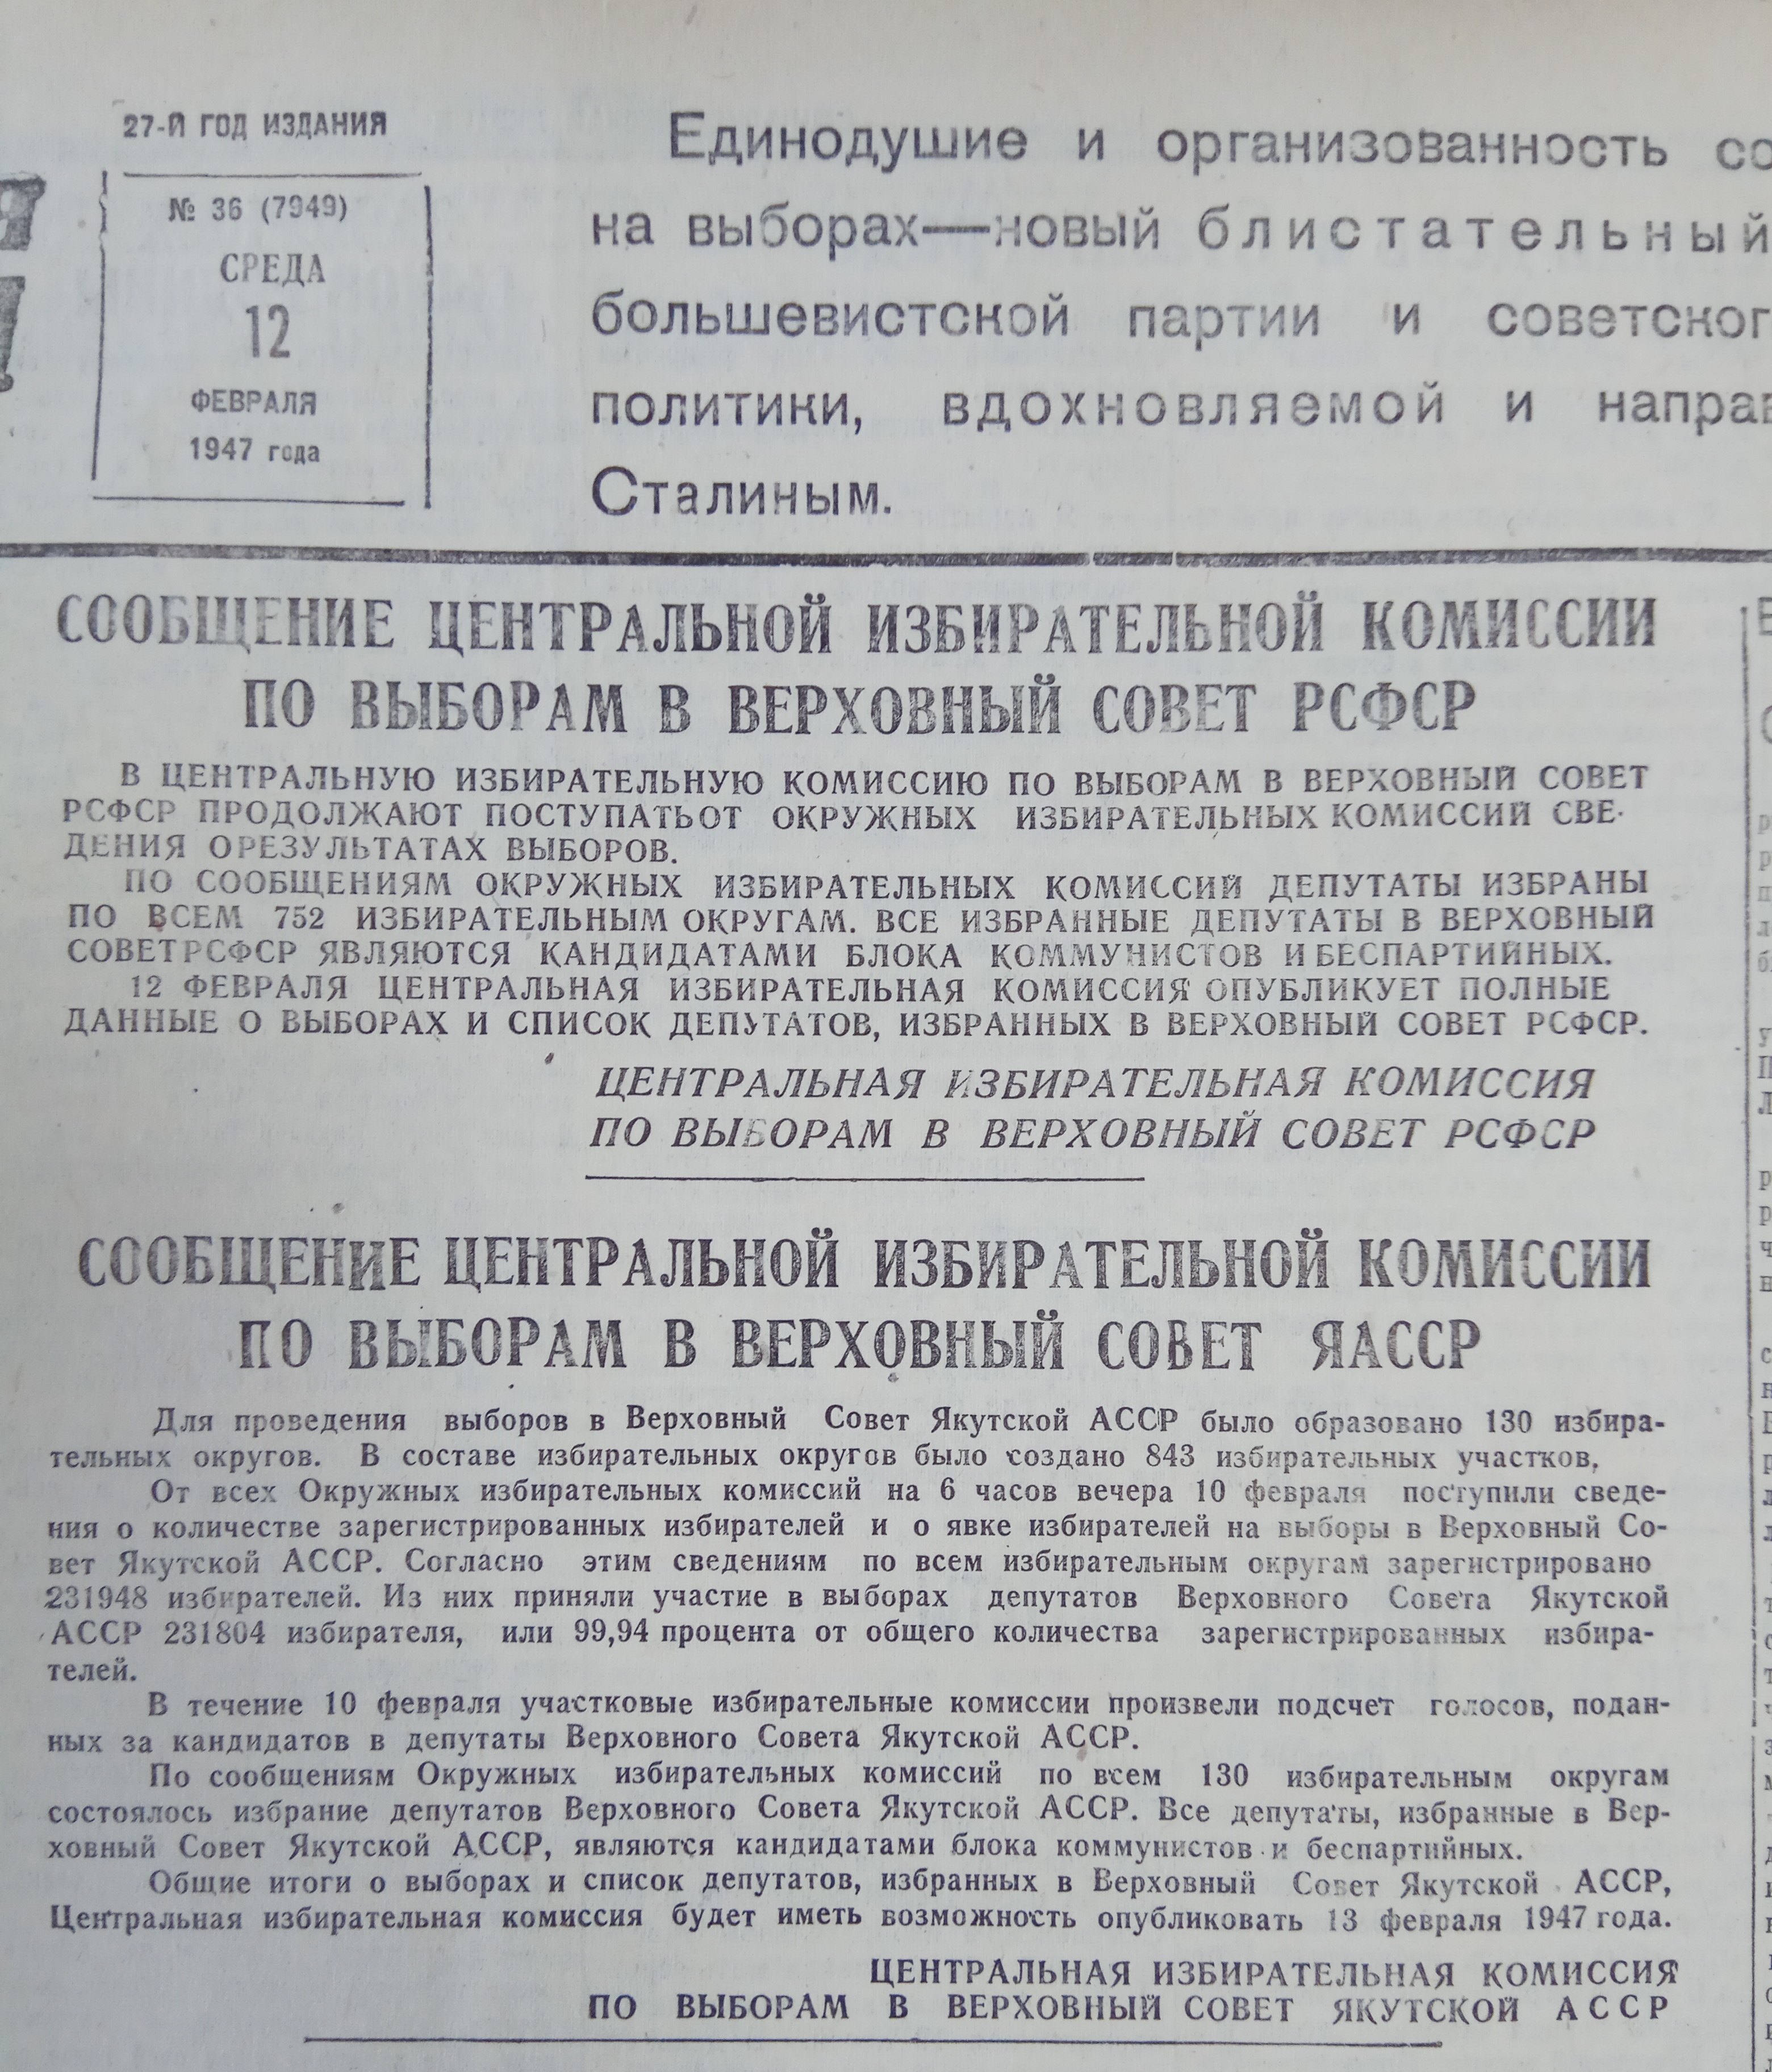 27-Й ГОД ИЗДАНИЯ
№ 36 (7949)
СРЕДА
12
ФЕВРАЛЯ
1947 года
Единодушие и организованность со
на выборах—новый блистательный
большевистской партии и советског
политики, вдохновляемой и направ
Сталиным.
СООБЩЕНИЕ ЦЕНТРАЛЬНОЙ ИЗБИРАТЕЛЬНОЙ КОМИССИИ
ПО ВЫБОРАМ В ВЕРХОВНЫЙ СОВЕТ РСФСР
В ЦЕНТРАЛЬНУЮ ИЗБИРАТЕЛЬНУЮ КОМИССИЮ ПО ВЫБОРАМ В ВЕРХОВНЫЙ СОВЕТ
РСФСР ПРОДОЛЖАЮТ ПОСТУПАТЬОТ ОКРУЖНЫХ ИЗБИРАТЕЛЬНЫХ КОМИССИЙ СВЕ-
ДЕНИЯ ОРЕЗУЛЬТАТАХ ВЫБОРОВ.
ПО СООБЩЕНИЯМ ОКРУЖНЫХ ИЗБИРАТЕЛЬНЫХ КОМИССИЙ ДЕПУТАТЫ ИЗБРАНЫ
ПО ВСЕМ 752 ИЗБИРАТЕЛЬНЫМ ОКРУГАМ. ВСЕ ИЗБРАННЫЕ ДЕПУТАТЫ В ВЕРХОВНЫЙ
СОВЕТРСФСР ЯВЛЯЮТСЯ КАНДИДАТАМИ БЛОКА КОММУНИСТОВ И БЕСПАРТИЙНЫХ.
12 ФЕВРАЛЯ ЦЕНТРАЛЬНАЯ ИЗБИРАТЕЛЬНАЯ КОМИССИЯ ОПУБЛИКУЕТ ПОЛНЫЕ
ДАННЫЕ О ВЫБОРАХ И СПИСОК ДЕПУТАТОВ, ИЗБРАННЫХ В ВЕРХОВНЫЙ СОВЕТ РСФСР.
ЦЕНТРАЛЬНАЯ ИЗБИРАТЕЛЬНАЯ КОМИССИЯ
ПО ВЫБОРАМ В ВЕРХОВНЫЙ СОВЕТ РСФСР
СООБЩЕНИЕ ЦЕНТРАЛЬНОЙ ИЗБИРАТЕЛЬНОЙ КОМИССИИ
ПО ВЫБОРАМ В ВЕРХОВНЫЙ СОВЕТ ЯАССР
Для проведения выборов в Верховный Совет Якутской АССР было образовано 130 избира-
тельных округов. В составе избирательных округов было создано 843 избирательных участков,
От всех Окружных избирательных комиссий на 6 часов вечера 10 февраля поступили сведе-
ния о количестве зарегистрированных избирателей и о явке избирателей на выборы в Верховный Со-
вет Якутской АССР. Согласно этим сведениям по всем избирательным округам зарегистрировано
231948 избирателей. Из них приняли участие в выборах депутатов Верховного Совета Якутской
АССР 231804 избирателя, или 99,94 процента от общего количества зарегистрированных избира-
телей.
В течение 10 февраля участковые избирательные комиссии произвели подсчет голосов, подан-
ных за кандидатов в депутаты Верховного Совета Якутской АССР.
По сообщениям Окружных избирательных комиссий по всем 130 избирательным округам
состоялось избрание депутатов Верховного Совета Якутской АССР. Все депутаты, избранные в Вер-
ховный Совет Якутской АССР, являются кандидатами блока коммунистов и беспартийных.
Общие итоги о выборах и список депутатов, избранных в Верховный Совет Якутской АССР,
Центральная избирательная комиссия будет иметь возможность опубликовать 13 февраля 1947 года.
ЦЕНТРАЛЬНАЯ ИЗБИРАТЕЛЬНАЯ КОМИССИЯ
ПО ВЫБОРАМ В ВЕРХОВНЫЙ СОВЕТ ЯКУТСКОЙ АССР